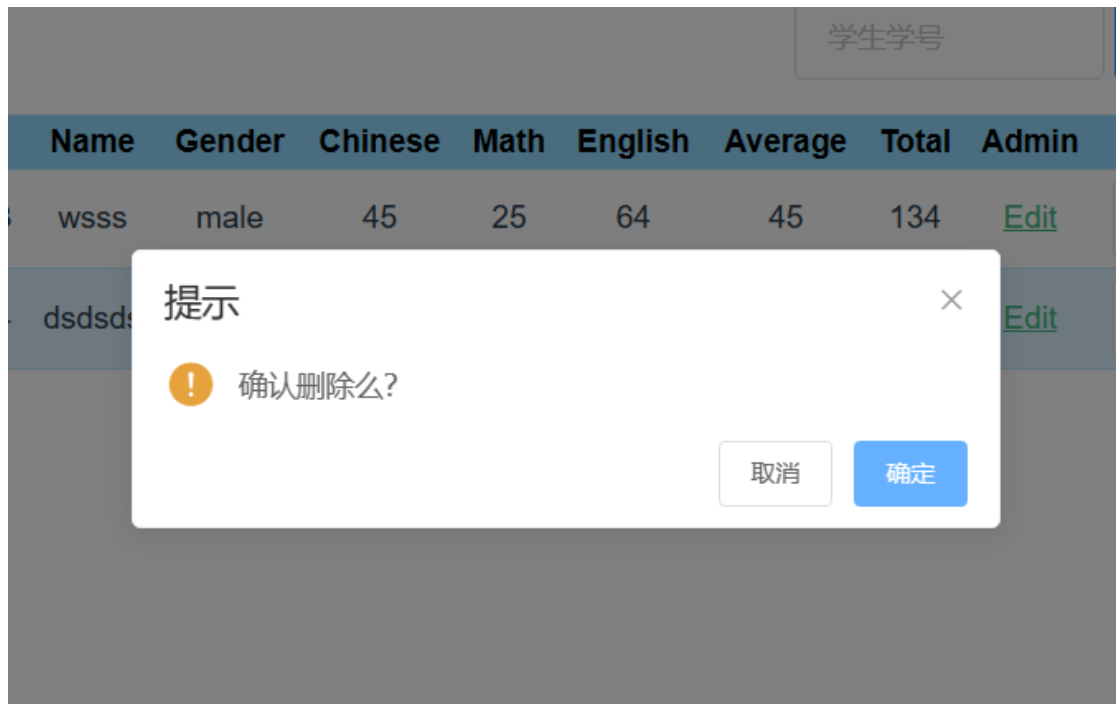 学生学号
Name Gender Chinese Math English Average Total Admin
wsss male 45 25 64 45 134 Edit
dsdsds Edit
提示
确认删除么?
取消 确定